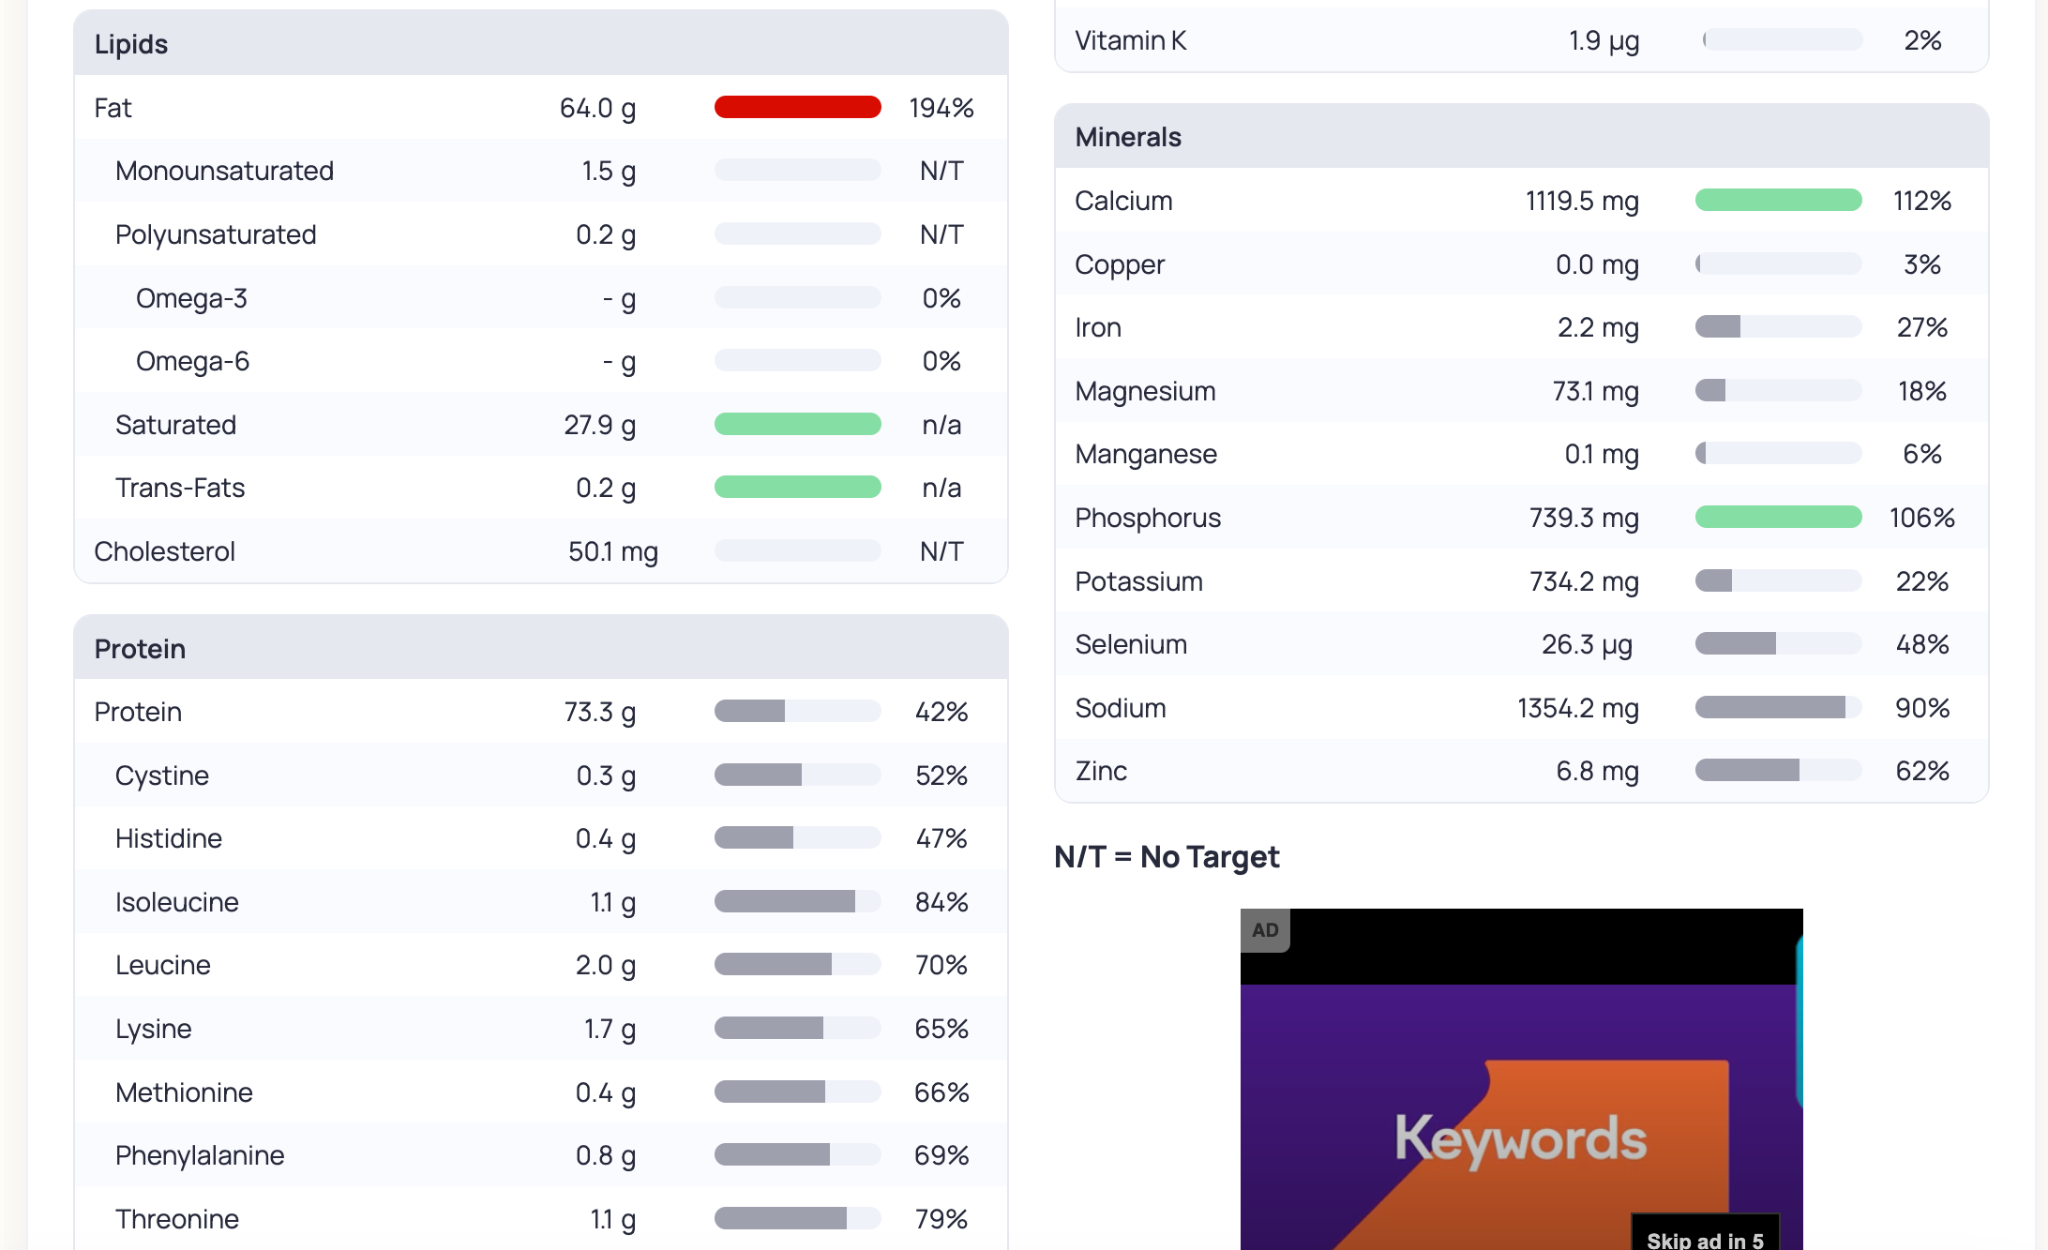 Lipids
Fat 64.0 g 194%
Monounsaturated 1.5 g N/T
Polyunsaturated 0.2 g N/T
Omega-3 - g 0%
Omega-6 - g 0%
Saturated 27.9 g n/a
Trans-Fats 0.2 g n/a
Cholesterol 50.1 mg N/T
Protein
Protein 73.3 g 42%
Cystine 0.3 g 52%
Histidine 0.4 g 47%
Isoleucine 1.1 g 84%
Leucine 2.0 g 70%
Lysine 1.7 g 65%
Methionine 0.4 g 66%
Phenylalanine 0.8 g 69%
Threonine 1.1 g 79%
Vitamin K 1.9 µg 2%
Minerals
Calcium 1119.5 mg 112%
Copper 0.0 mg 3%
Iron 2.2 mg 27%
Magnesium 73.1 mg 18%
Manganese 0.1 mg 6%
Phosphorus 739.3 mg 106%
Potassium 734.2 mg 22%
Selenium 26.3 µg 48%
Sodium 1354.2 mg 90%
Zinc 6.8 mg 62%
N/T = No Target
AD
Keywords
Skip ad in 5